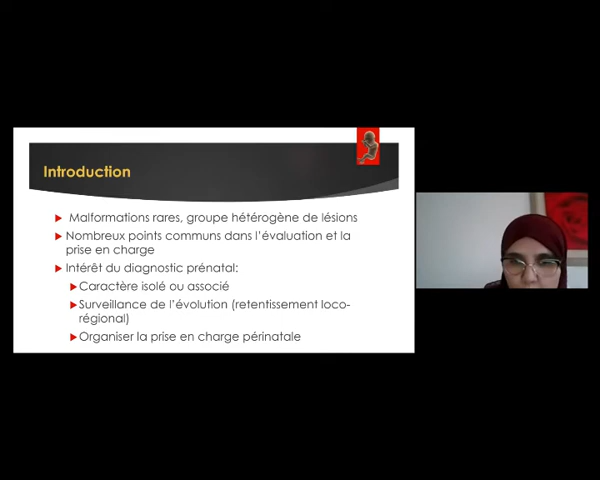 Introduction
Malformations rares, groupe hétérogène de lésions
Nombreux points communs dans l'évaluation et la
prise en charge
Intérêt du diagnostic prénatal:
Caractère isolé ou associé
Surveillance de l'évolution (retentissement loco-
régional)
Organiser la prise en charge périnatale